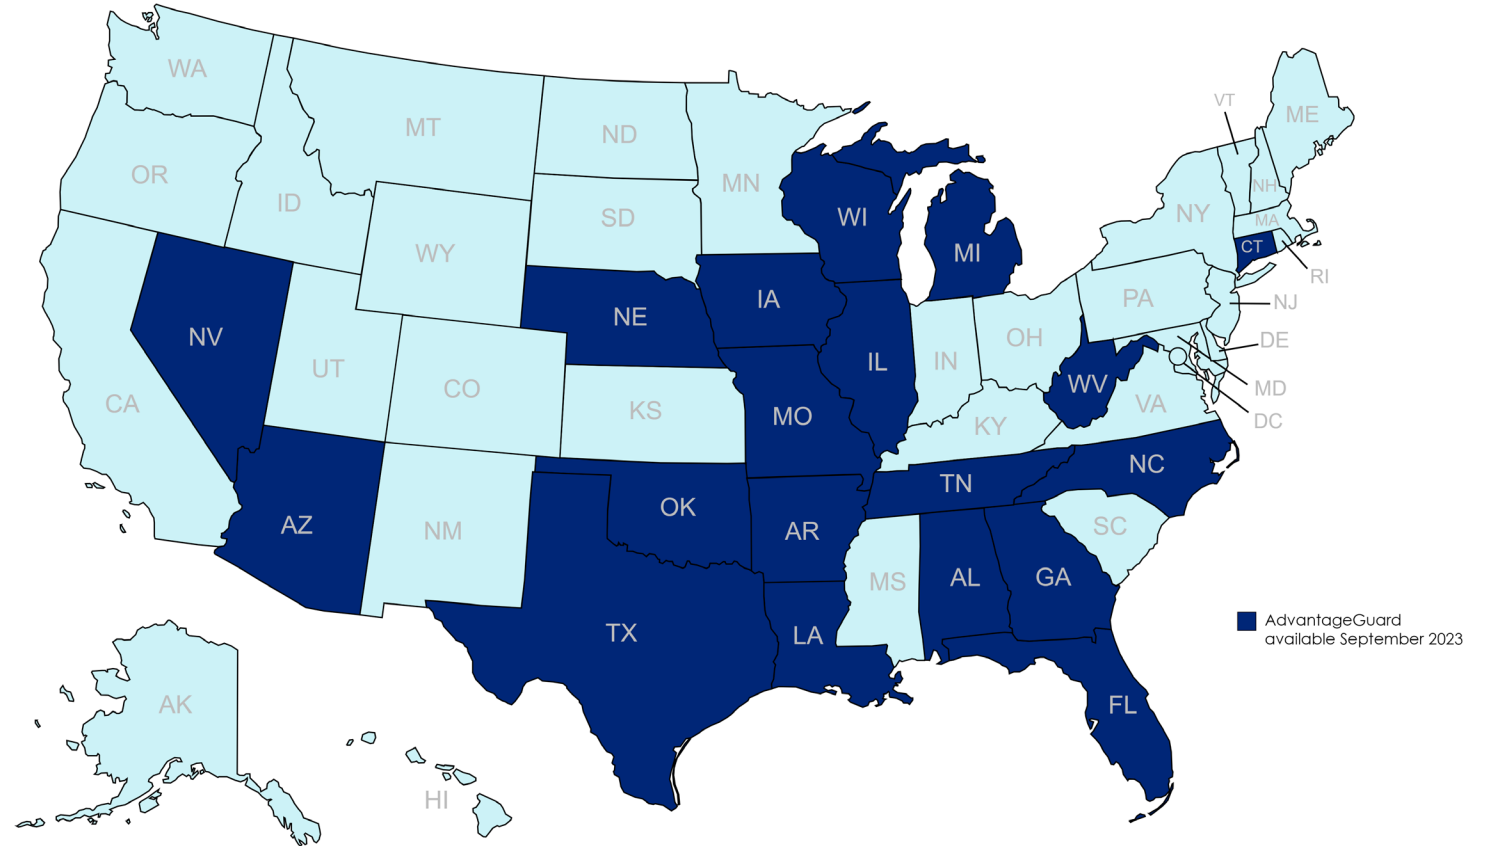 WA
MT
ND
MN
OR
ID
SD
WY
WI
MI
VT
ME
NH
NY
MA
CT
RI
NV
NE
IA
PA
NJ
UT
CO
KS
MO
IL
IN
OH
WV
DE
MD
DC
VA
KY
CA
AZ
NM
OK
AR
TN
NC
SC
MS
AL
GA
TX
LA
FL
AK
HI
AdvantageGuard
available September 2023